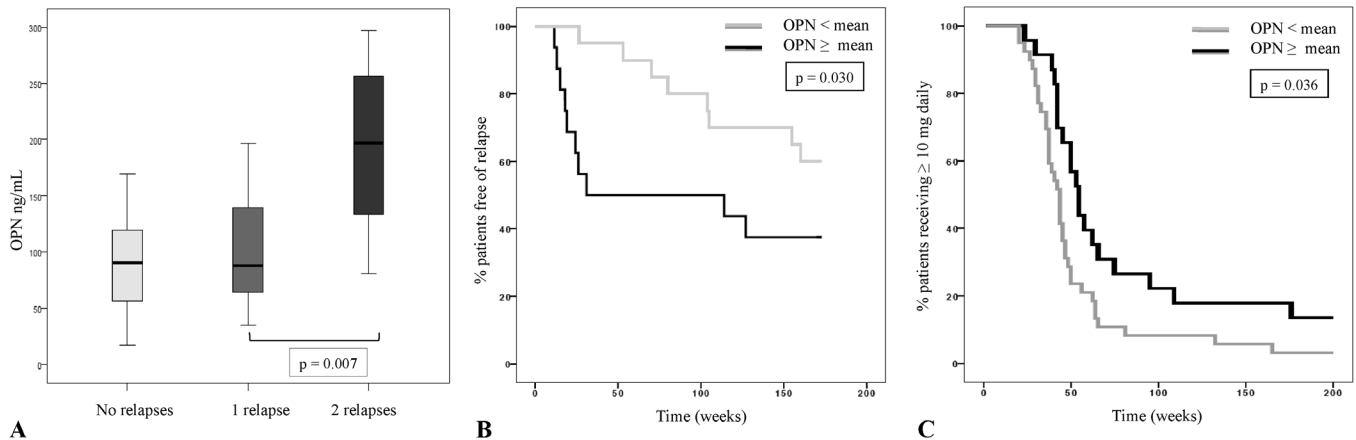 OPN ng/mL
300
250
200
150
100
50
0
p = 0.007
No relapses
1 relapse
2 relapses
A
% patients free of relapse
100
80
60
40
20
0
OPN < mean
OPN ≥ mean
p = 0.030
0
50
100
150
200
Time (weeks)
B
% patients receiving ≥ 10 mg daily
100
80
60
40
20
0
OPN < mean
OPN ≥ mean
p = 0.036
0
50
100
150
200
Time (weeks)
C